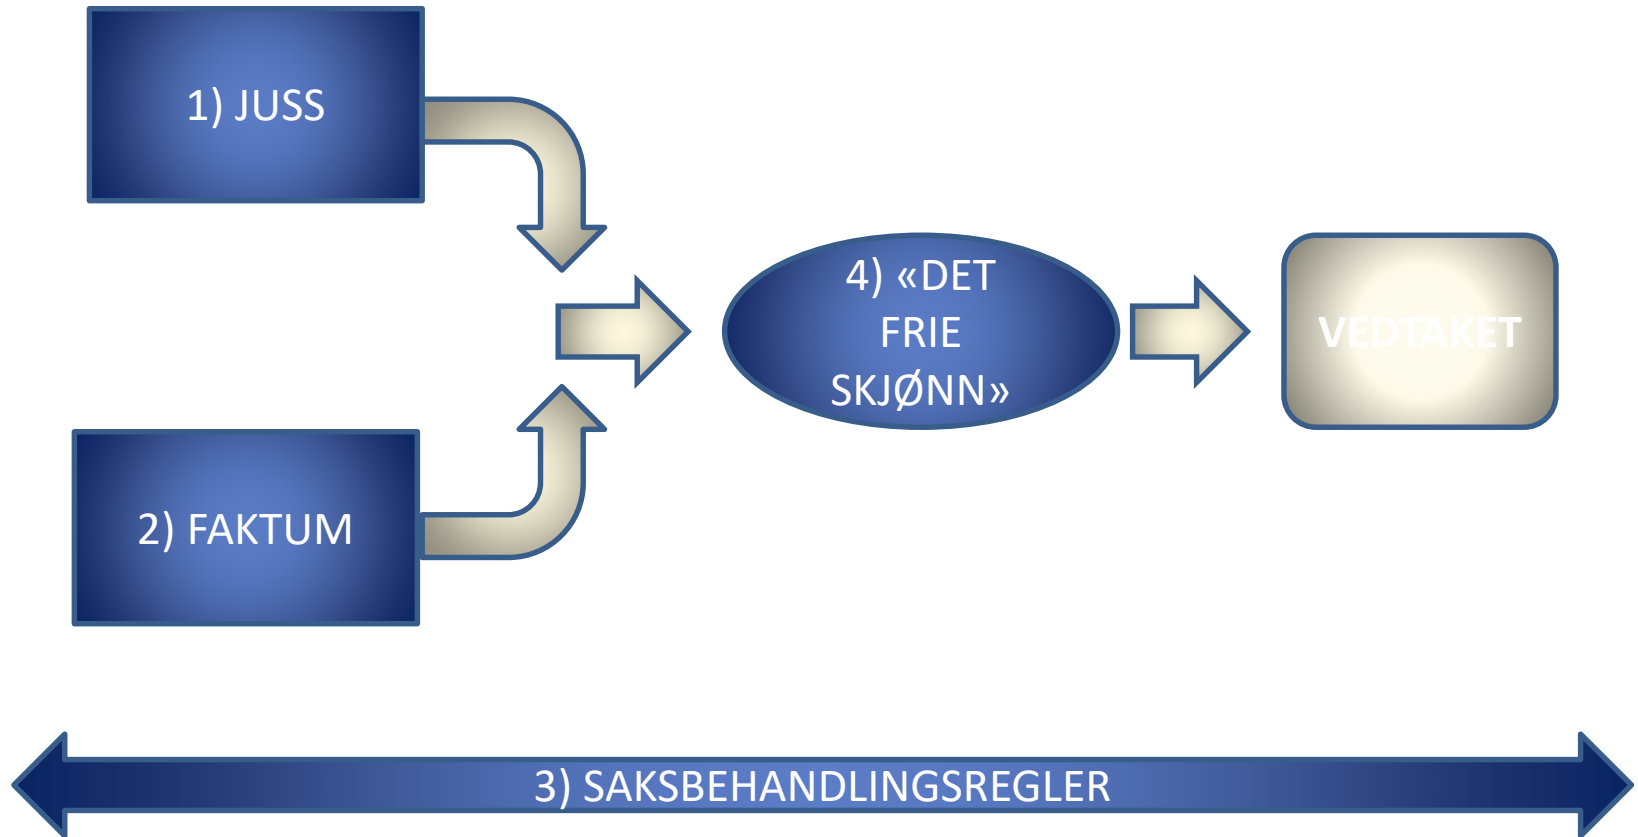 1) JUSS
4) «DET
FRIE
SKJØNN»
VEDTAKET
2) FAKTUM
3) SAKSBEHANDLINGSREGLER